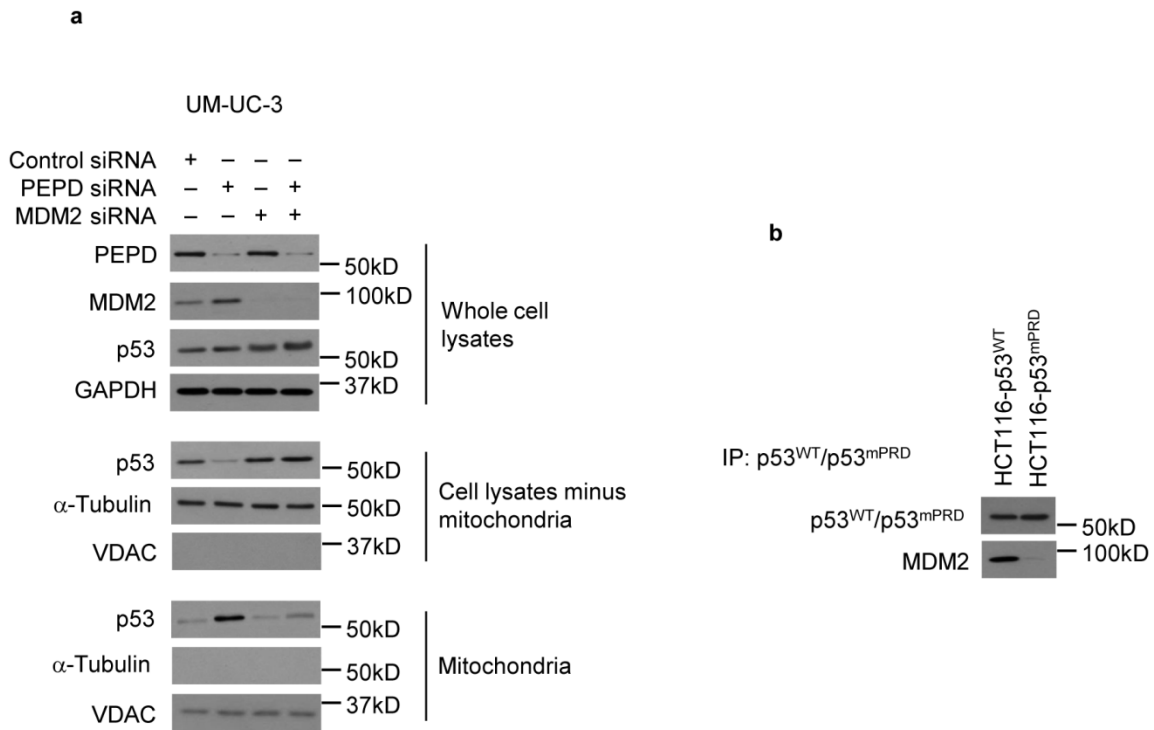 a
UM-UC-3
Control siRNA + – – –
PEPD siRNA – + – +
MDM2 siRNA – – + +
PEPD 50kD
MDM2 100kD
p53 50kD
GAPDH 37kD
Whole cell
lysates
p53 50kD
α-Tubulin 50kD
VDAC 37kD
Cell lysates minus
mitochondria
p53 50kD
α-Tubulin 50kD
VDAC 37kD
Mitochondria
b
HCT116-p53WT
HCT116-p53mPRD
IP: p53WT/p53mPRD
p53WT/p53mPRD 50kD
MDM2 100kD